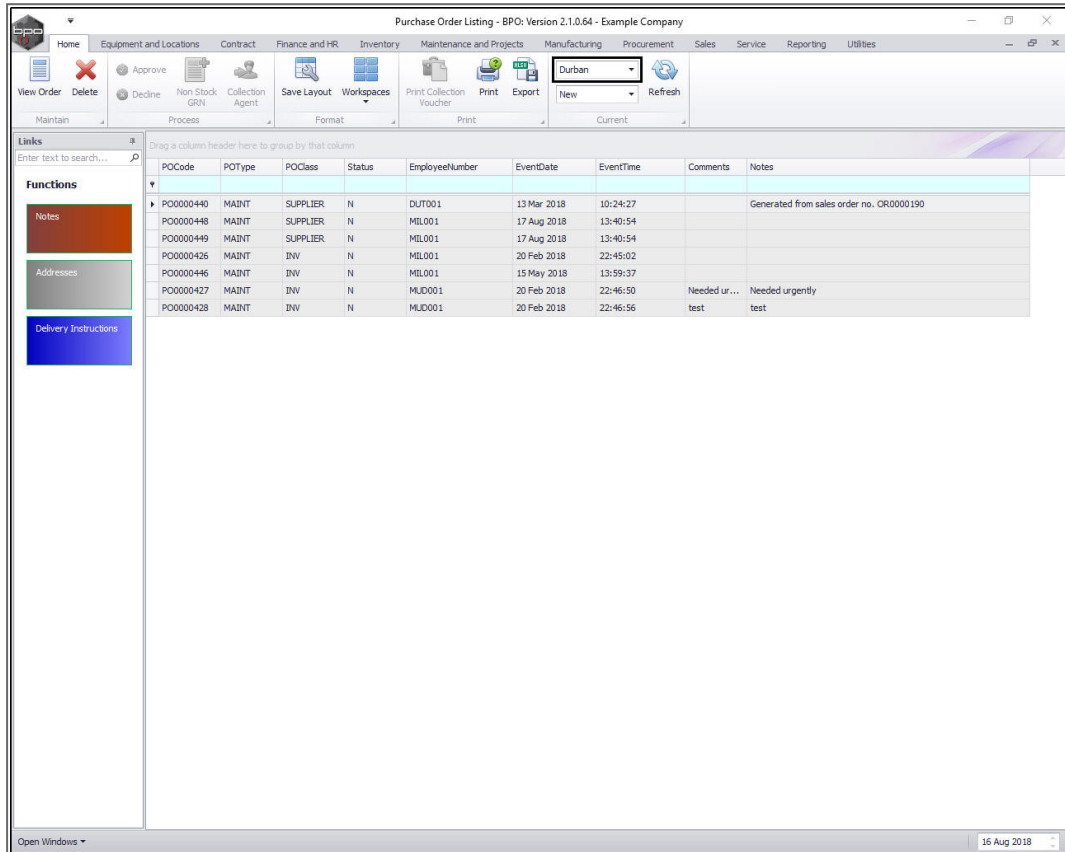 bpo
Purchase Order Listing - BPO: Version 2.1.0.64 - Example Company
Home Equipment and Locations Contract Finance and HR Inventory Maintenance and Projects Manufacturing Procurement Sales Service Reporting Utilities
View Order Delete Approve Decline Non Stock GRN Collection Agent Save Layout Workspaces Print Collection Voucher Print Export Durban New Refresh
Maintain Process Format Print Current
Links
Enter text to search...
Functions
Notes
Addresses
Delivery Instructions
Drag a column header here to group by that column
POCode POType POClass Status EmployeeNumber EventDate EventTime Comments Notes
PO0000440 MAINT SUPPLIER N DUT001 13 Mar 2018 10:24:27 Generated from sales order no. OR0000190
PO0000448 MAINT SUPPLIER N MIL001 17 Aug 2018 13:40:54
PO0000449 MAINT SUPPLIER N MIL001 17 Aug 2018 13:40:54
PO0000426 MAINT INV N MIL001 20 Feb 2018 22:45:02
PO0000446 MAINT INV N MIL001 15 May 2018 13:59:37
PO0000427 MAINT INV N MUD001 20 Feb 2018 22:46:50 Needed ur... Needed urgently
PO0000428 MAINT INV N MUD001 20 Feb 2018 22:46:56 test test
Open Windows 16 Aug 2018